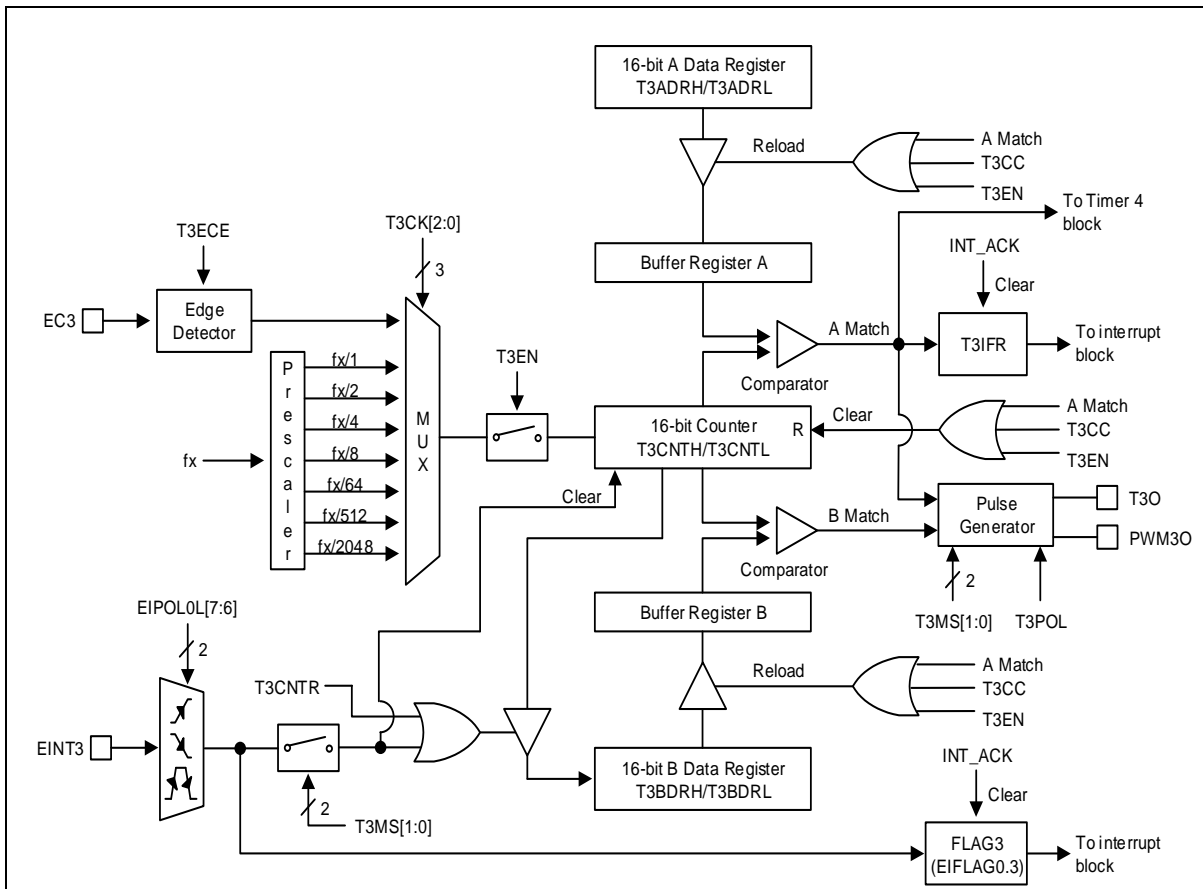 16-bit A Data Register
T3ADRH/T3ADRL
Reload
A Match
T3CC
T3EN
To Timer 4
block
T3CK[2:0]
3
T3ECE
Buffer Register A
INT_ACK
Clear
EC3
Edge
Detector
A Match
T3IFR
To interrupt
block
Comparator
Prescaler
fx/1
fx/2
fx/4
fx/8
fx/64
fx/512
fx/2048
fx
MUX
T3EN
16-bit Counter
T3CNTH/T3CNTL
R
Clear
A Match
T3CC
T3EN
Clear
B Match
Pulse
Generator
T3O
PWM3O
Comparator
2
T3MS[1:0]
T3POL
EIPOL0L[7:6]
2
Buffer Register B
Reload
A Match
T3CC
T3EN
T3CNTR
EINT3
2
T3MS[1:0]
16-bit B Data Register
T3BDRH/T3BDRL
INT_ACK
Clear
FLAG3
(EIFLAG0.3)
To interrupt
block